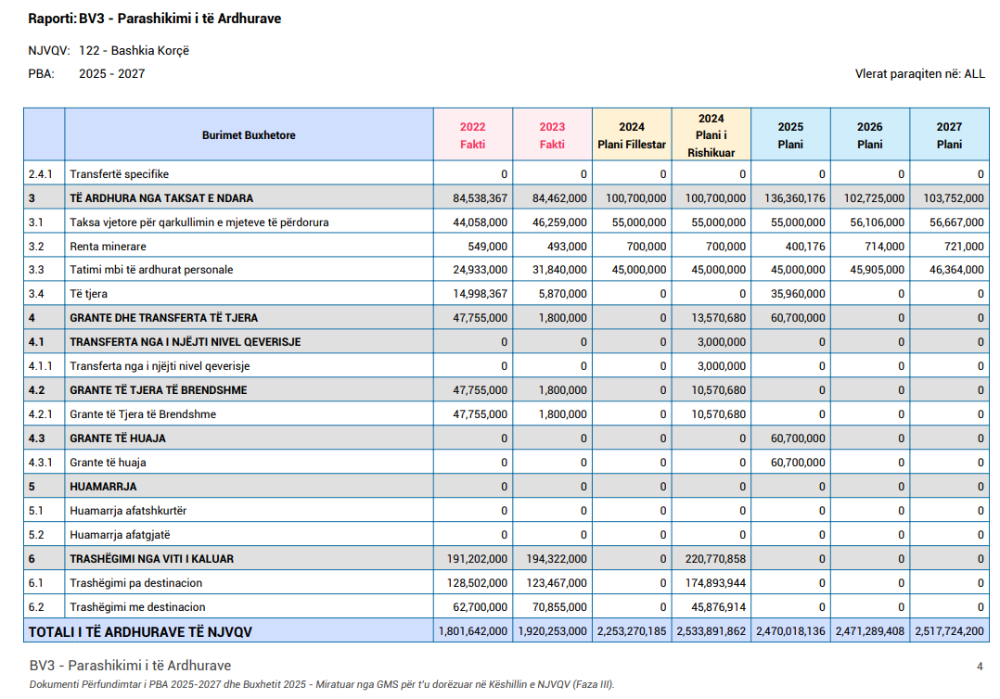 Raporti: BV3 - Parashikimi i të Ardhurave
NJVQV: 122 - Bashkia Korçë
PBA: 2025 - 2027 Vlerat paraqiten në: ALL
Burimet Buxhetore 2022 Fakti 2023 Fakti 2024 Plani Fillestar 2024 Plani i Rishikuar 2025 Plani 2026 Plani 2027 Plani
2.4.1 Transfertë specifike 0 0 0 0 0 0 0
3 TË ARDHURA NGA TAKSAT E NDARA 84,538,367 84,462,000 100,700,000 100,700,000 136,360,176 102,725,000 103,752,000
3.1 Taksa vjetore për qarkullimin e mjeteve të përdorura 44,058,000 46,259,000 55,000,000 55,000,000 55,000,000 56,106,000 56,667,000
3.2 Renta minerare 549,000 493,000 700,000 700,000 400,176 714,000 721,000
3.3 Tatimi mbi të ardhurat personale 24,933,000 31,840,000 45,000,000 45,000,000 45,000,000 45,905,000 46,364,000
3.4 Të tjera 14,998,367 5,870,000 0 0 35,960,000 0 0
4 GRANTE DHE TRANSFERTA TË TJERA 47,755,000 1,800,000 0 13,570,680 60,700,000 0 0
4.1 TRANSFERTA NGA I NJËJTI NIVEL QEVERISJE 0 0 0 3,000,000 0 0 0
4.1.1 Transferta nga i njëjti nivel qeverisje 0 0 0 3,000,000 0 0 0
4.2 GRANTE TË TJERA TË BRENDSHME 47,755,000 1,800,000 0 10,570,680 0 0 0
4.2.1 Grante të Tjera të Brendshme 47,755,000 1,800,000 0 10,570,680 0 0 0
4.3 GRANTE TË HUAJA 0 0 0 0 60,700,000 0 0
4.3.1 Grante të huaja 0 0 0 0 60,700,000 0 0
5 HUAMARRJA 0 0 0 0 0 0 0
5.1 Huamarrja afatshkurtër 0 0 0 0 0 0 0
5.2 Huamarrja afatgjatë 0 0 0 0 0 0 0
6 TRASHËGIMI NGA VITI I KALUAR 191,202,000 194,322,000 0 220,770,858 0 0 0
6.1 Trashëgimi pa destinacion 128,502,000 123,467,000 0 174,893,944 0 0 0
6.2 Trashëgimi me destinacion 62,700,000 70,855,000 0 45,876,914 0 0 0
TOTALI I TË ARDHURAVE TË NJVQV 1,801,642,000 1,920,253,000 2,253,270,185 2,533,891,862 2,470,018,136 2,471,289,408 2,517,724,200
BV3 - Parashikimi i të Ardhurave 4
Dokumenti Përfundimtar i PBA 2025-2027 dhe Buxhetit 2025 - Miratuar nga GMS për t'u dorëzuar në Këshillin e NJVQV (Faza III).